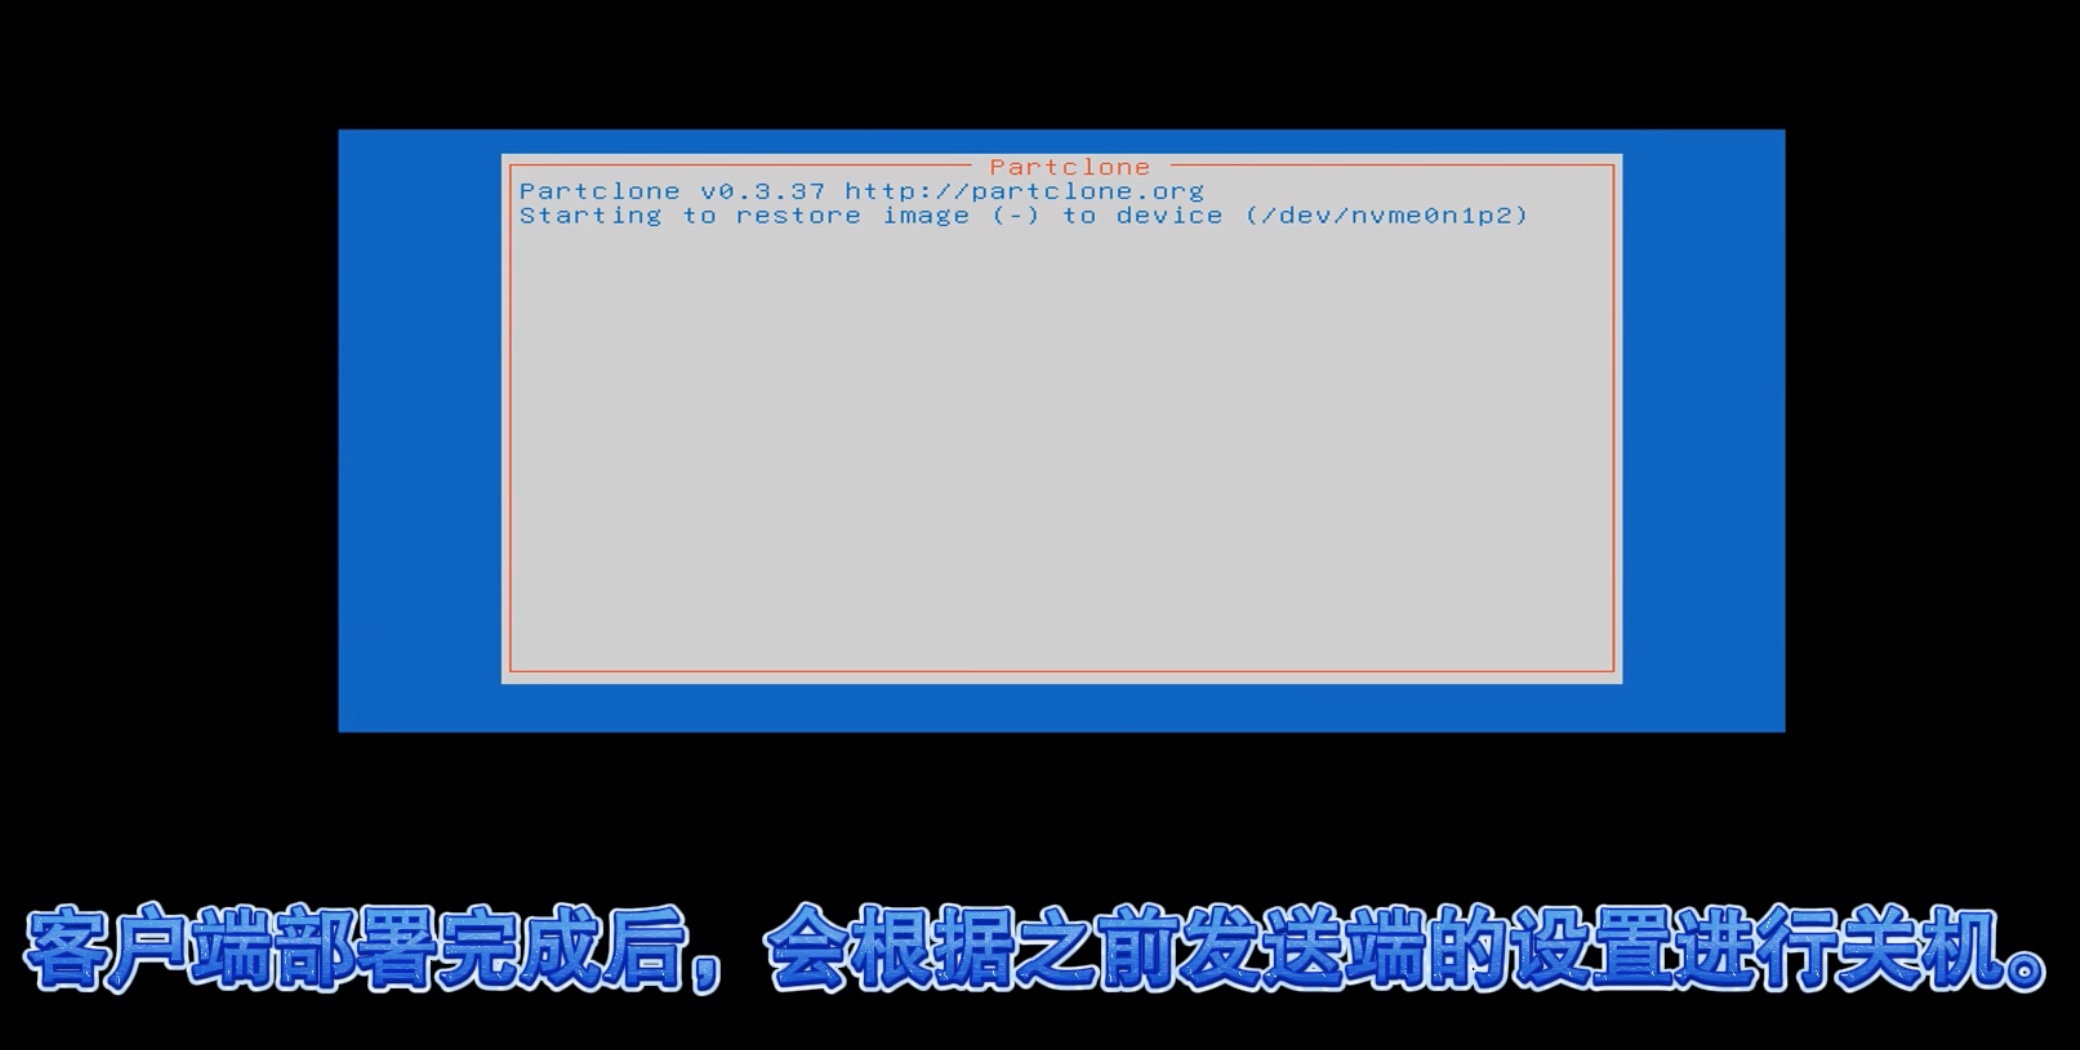 Partclone
Partclone v0.3.37 http://partclone.org
Starting to restore image (-) to device (/dev/nvme0n1p2)
客户端部署完成后，会根据之前发送端的设置进行关机。